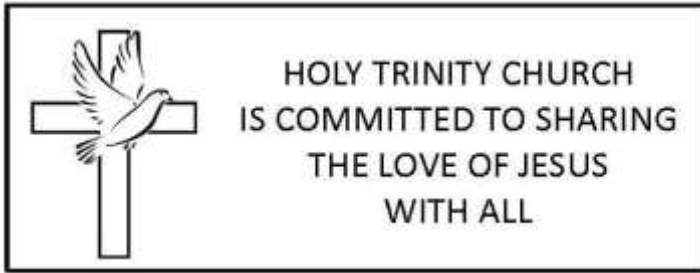 HOLY TRINITY CHURCH
IS COMMITTED TO SHARING
THE LOVE OF JESUS
WITH ALL